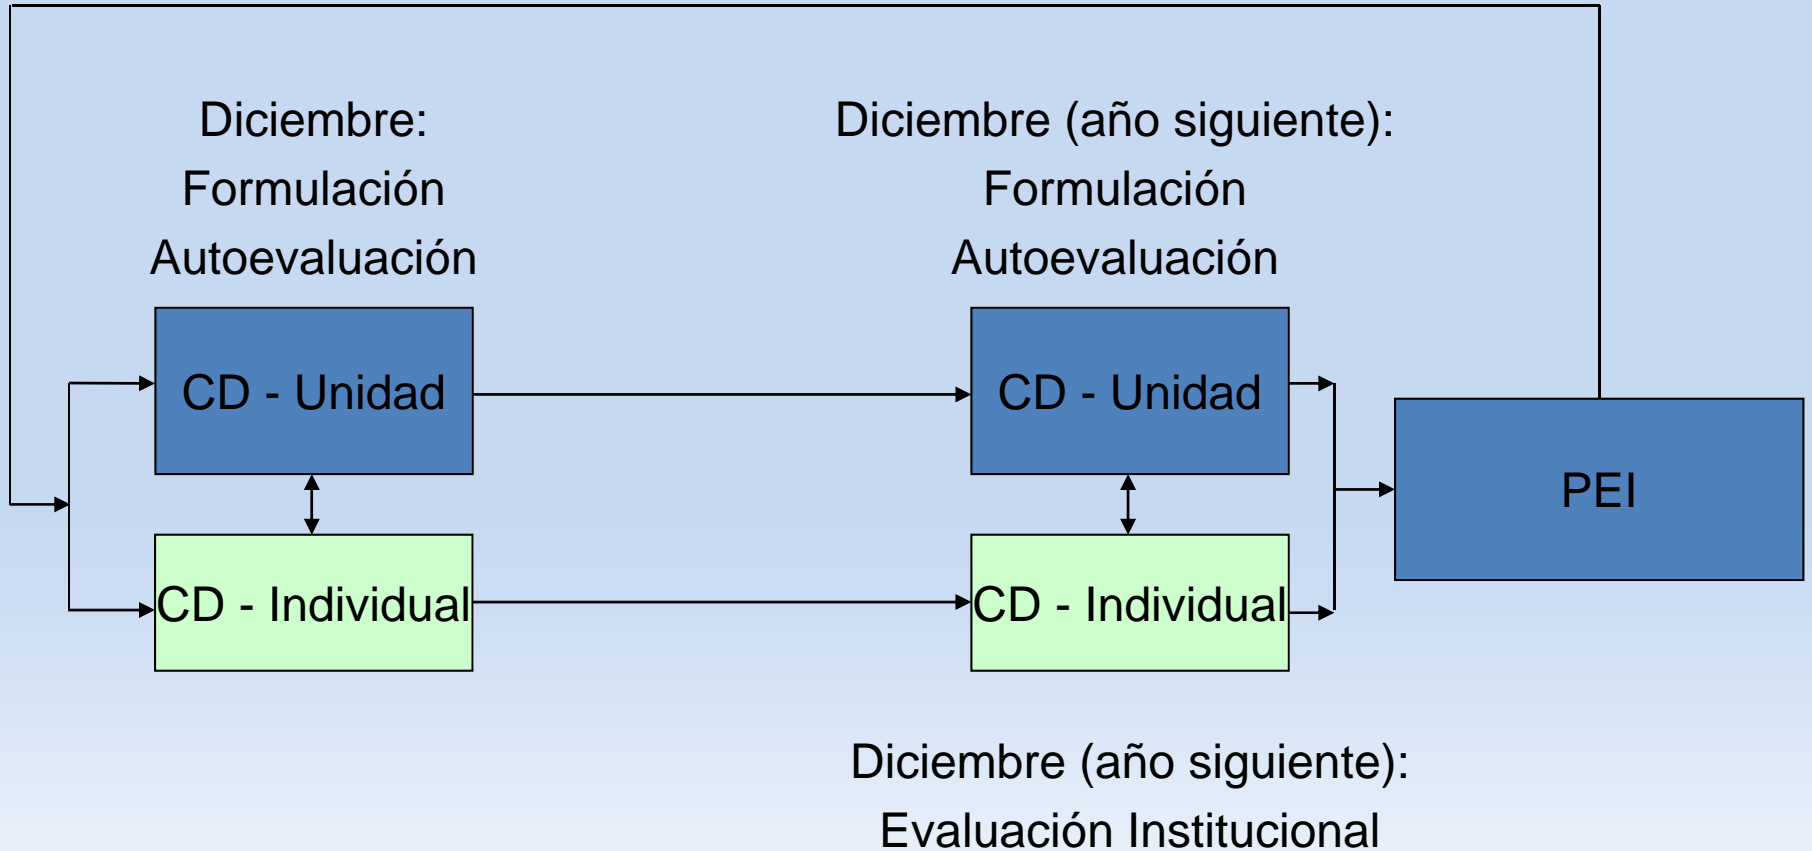 Diciembre:
Formulación
Autoevaluación
Diciembre (año siguiente):
Formulación
Autoevaluación
CD - Unidad
CD - Unidad
PEI
CD - Individual
CD - Individual
Diciembre (año siguiente):
Evaluación Institucional